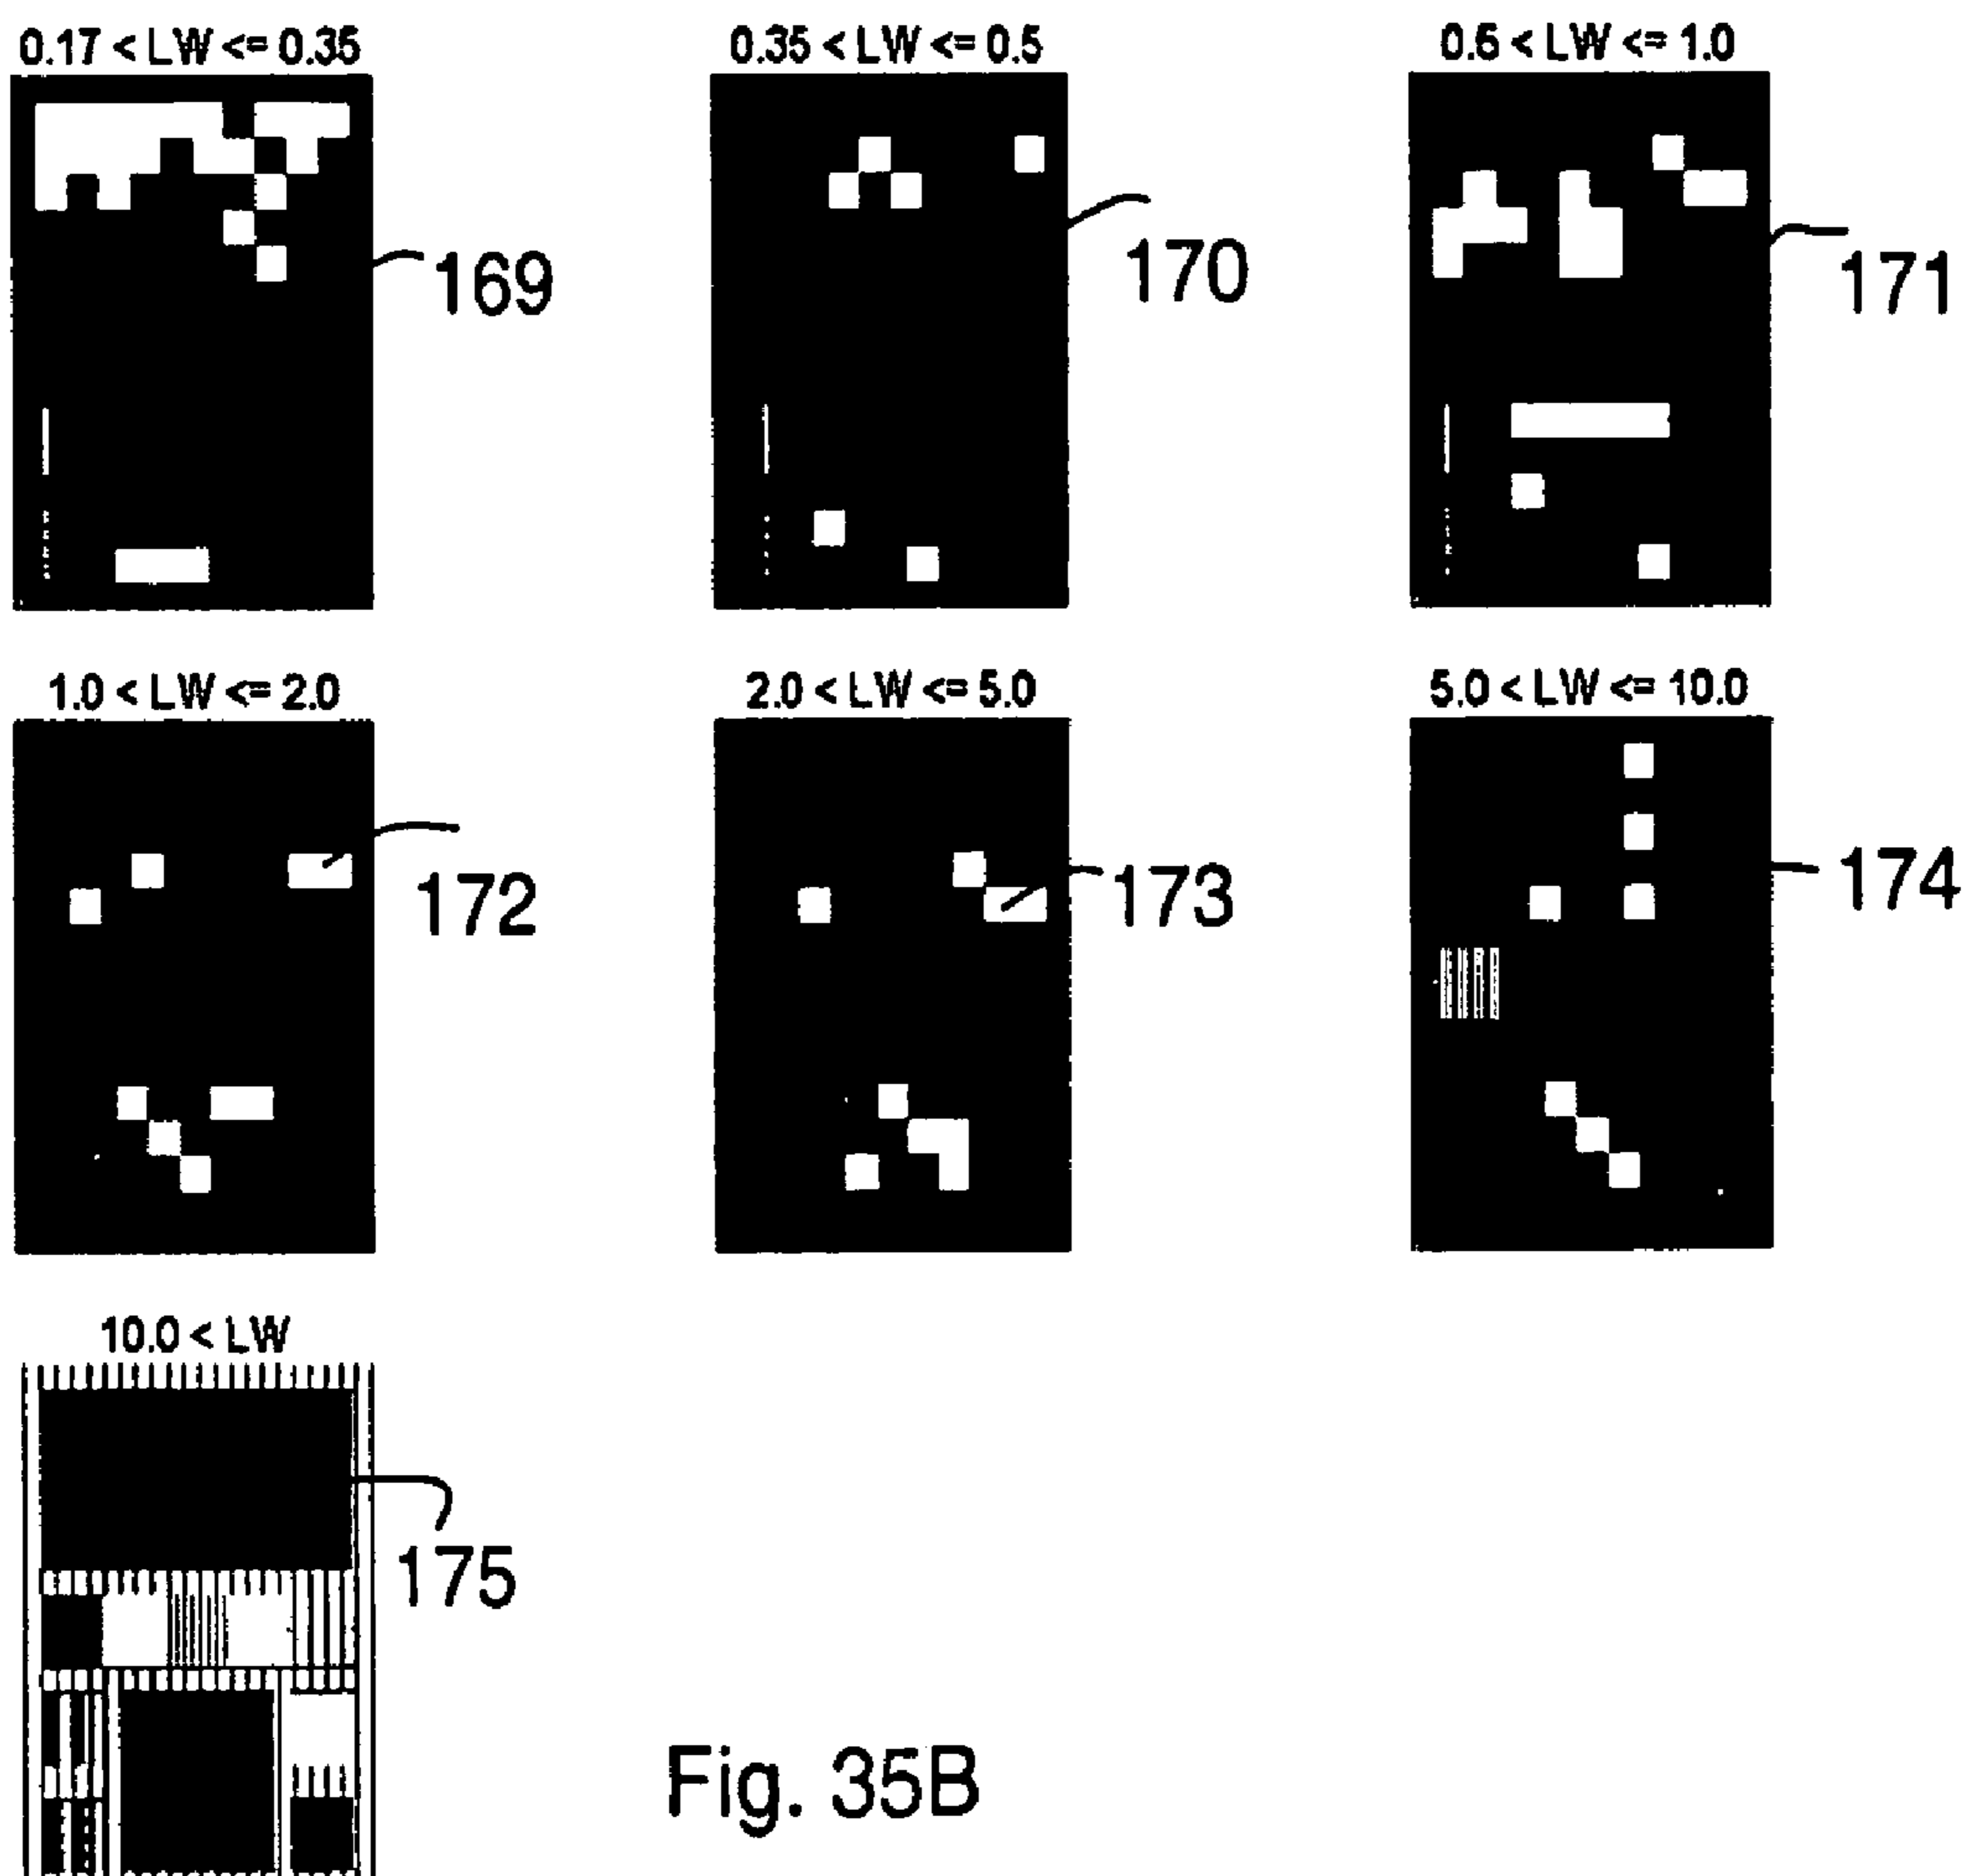 0.17 < LW <= 0.35
0.35 < LW <= 0.5
0.5 < LW <= 1.0
169
170
171
1.0 < LW <= 2.0
2.0 < LW <= 5.0
5.0 < LW <= 10.0
172
173
174
10.0 < LW
175
Fig. 35B